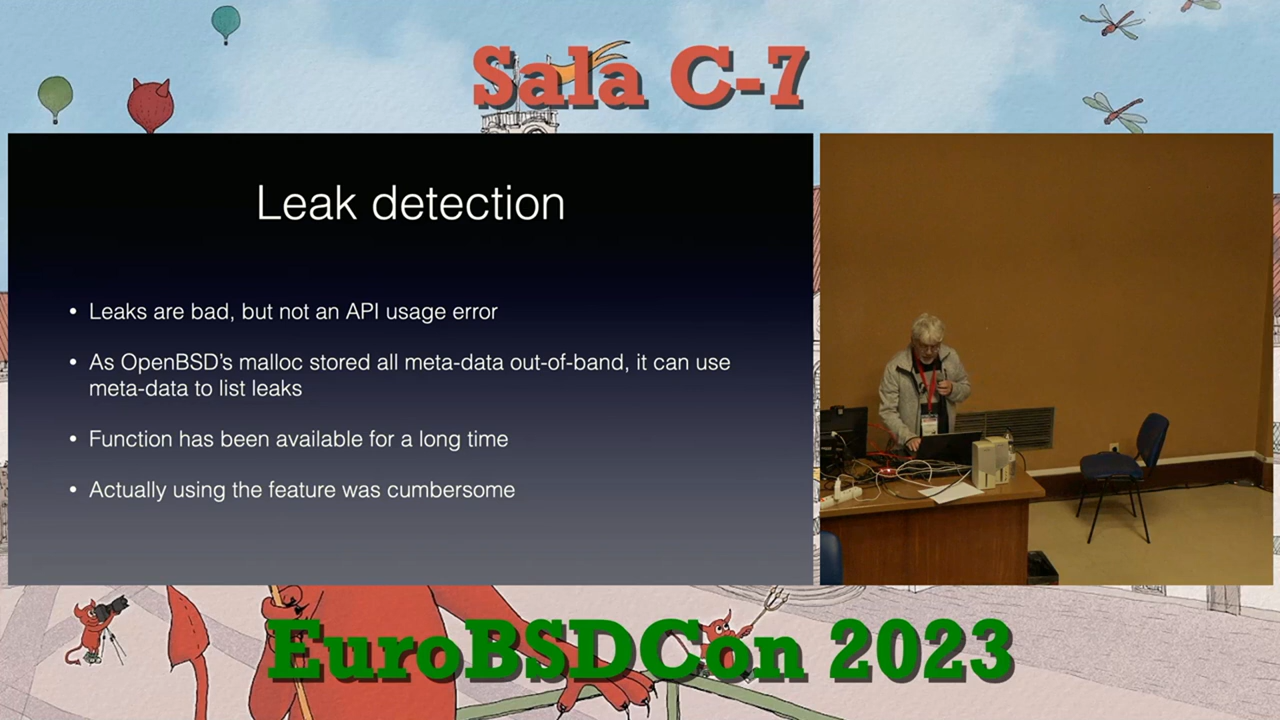 Sala C-7
Leak detection
• Leaks are bad, but not an API usage error
• As OpenBSD's malloc stored all meta-data out-of-band, it can use
meta-data to list leaks
• Function has been available for a long time
• Actually using the feature was cumbersome
EuroBSDCon 2023